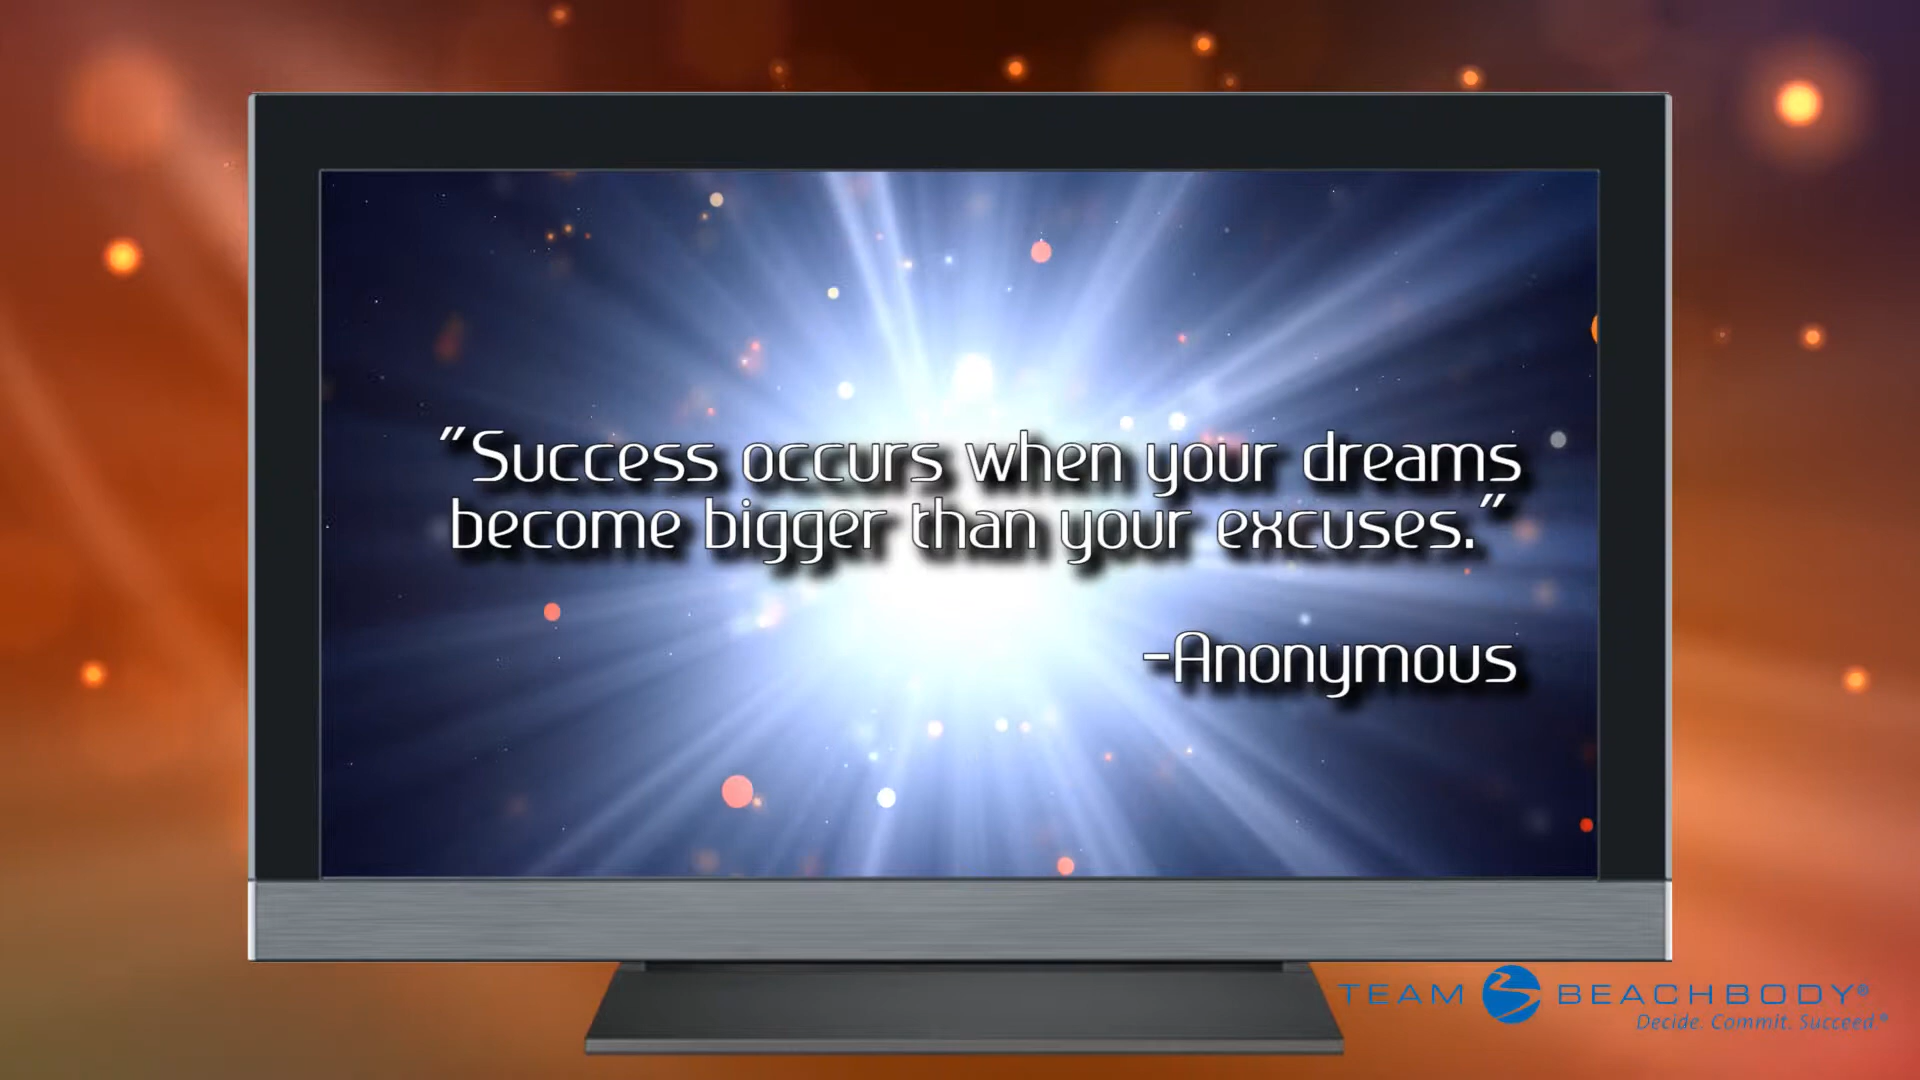 "Success occurs when your dreams
become bigger than your excuses."
-Anonymous
TEAM BEACHBODY®
Decide. Commit. Succeed.®